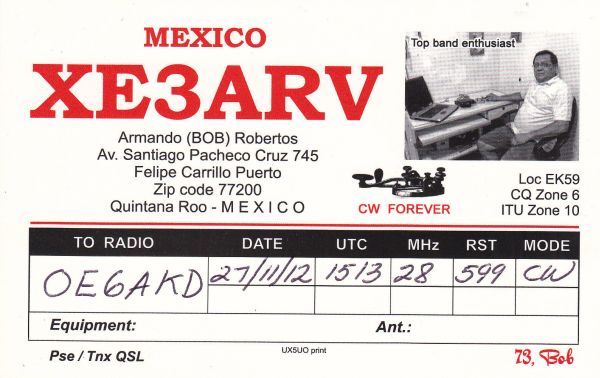 MEXICO
XE3ARV
Top band enthusiast
Armando (BOB) Robertos
Av. Santiago Pacheco Cruz 745
Felipe Carrillo Puerto
Zip code 77200
Quintana Roo - M E X I C O
CW FOREVER
Loc EK59
CQ Zone 6
ITU Zone 10
TO RADIO DATE UTC MHz RST MODE
OE6AKD 27/11/12 1513 28 599 CW
Equipment: Ant.:
Pse / Tnx QSL UX5UO print 73, Bob